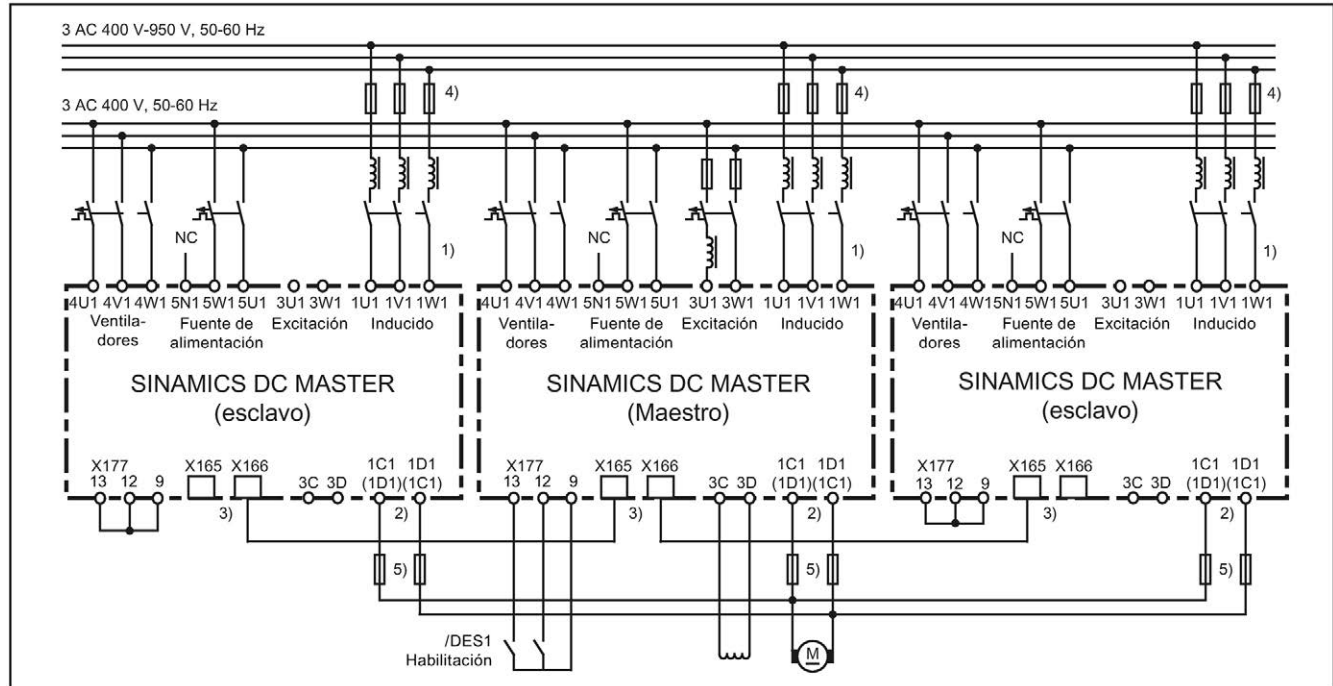 3 AC 400 V-950 V, 50-60 Hz
4) 4) 4)
3 AC 400 V, 50-60 Hz
NC 1) NC 1) NC 1)
4U1 4V1 4W1 5N1 5W1 5U1 3U1 3W1 1U1 1V1 1W1
Ventila-
dores
Fuente de
alimentación
Excitación
Inducido
SINAMICS DC MASTER
(esclavo)
X177
13 12 9
X165 X166
3C 3D
1C1 1D1
(1D1) (1C1)
3) 2)
5)
4U1 4V1 4W1 5N1 5W1 5U1 3U1 3W1 1U1 1V1 1W1
Ventila-
dores
Fuente de
alimentación
Excitación
Inducido
SINAMICS DC MASTER
(Maestro)
X177
13 12 9
X165 X166
3C 3D
1C1 1D1
(1D1) (1C1)
3) 2)
5)
/DES1
Habilitación
M
4U1 4V1 4W1 5N1 5W1 5U1 3U1 3W1 1U1 1V1 1W1
Ventila-
dores
Fuente de
alimentación
Excitación
Inducido
SINAMICS DC MASTER
(esclavo)
X177
13 12 9
X165 X166
3C 3D
1C1 1D1
(1D1) (1C1)
3) 2)
5)